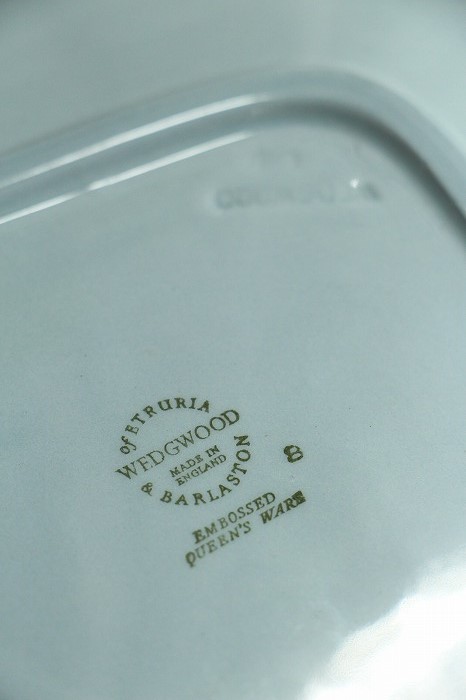 of ETRURIA
WEDGWOOD
MADE IN
ENGLAND
& BARLASTON
8
EMBOSSED
QUEEN'S WARE